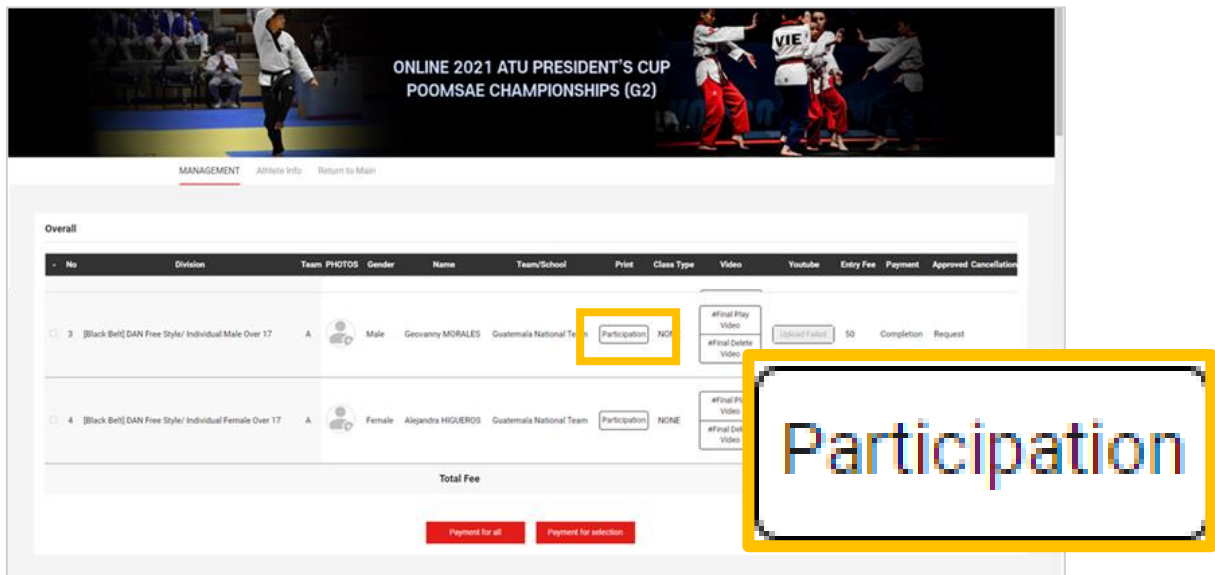 VIE
ONLINE 2021 ATU PRESIDENT'S CUP
POOMSAE CHAMPIONSHIPS (G2)
MANAGEMENT Athlete Info Return to Main
Overall
- No Division Team PHOTOS Gender Name Team/School Print Class Type Video Youtube Entry Fee Payment Approved Cancellation
3 [Black Belt] DAN Free Style/ Individual Male Over 17 A Male Geovanny MORALES Guatemala National Team Participation NONE #Final Play Video #Final Delete Video Upload Failed 50 Completion Request
4 [Black Belt] DAN Free Style/ Individual Female Over 17 A Female Alejandra HIGUEROS Guatemala National Team Participation NONE #Final Video #Final Video
Total Fee
Payment for all Payment for selection
Participation